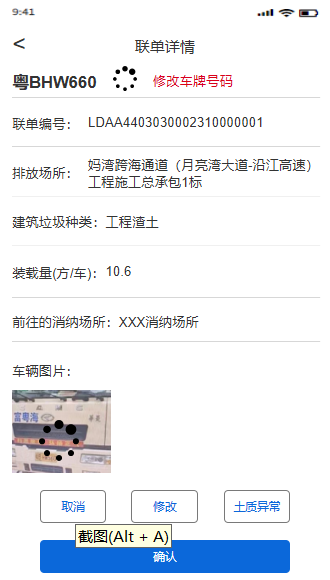 9:41
< 联单详情
粤BHW660 修改车牌号码
联单编号： LDAA4403030002310000001
排放场所： 妈湾跨海通道（月亮湾大道-沿江高速）
工程施工总承包1标
建筑垃圾种类：工程渣土
装载量(方/车)：10.6
前往的消纳场所：XXX消纳场所
车辆图片：
富粤海
取消 修改 土质异常
截图(Alt + A)
确认